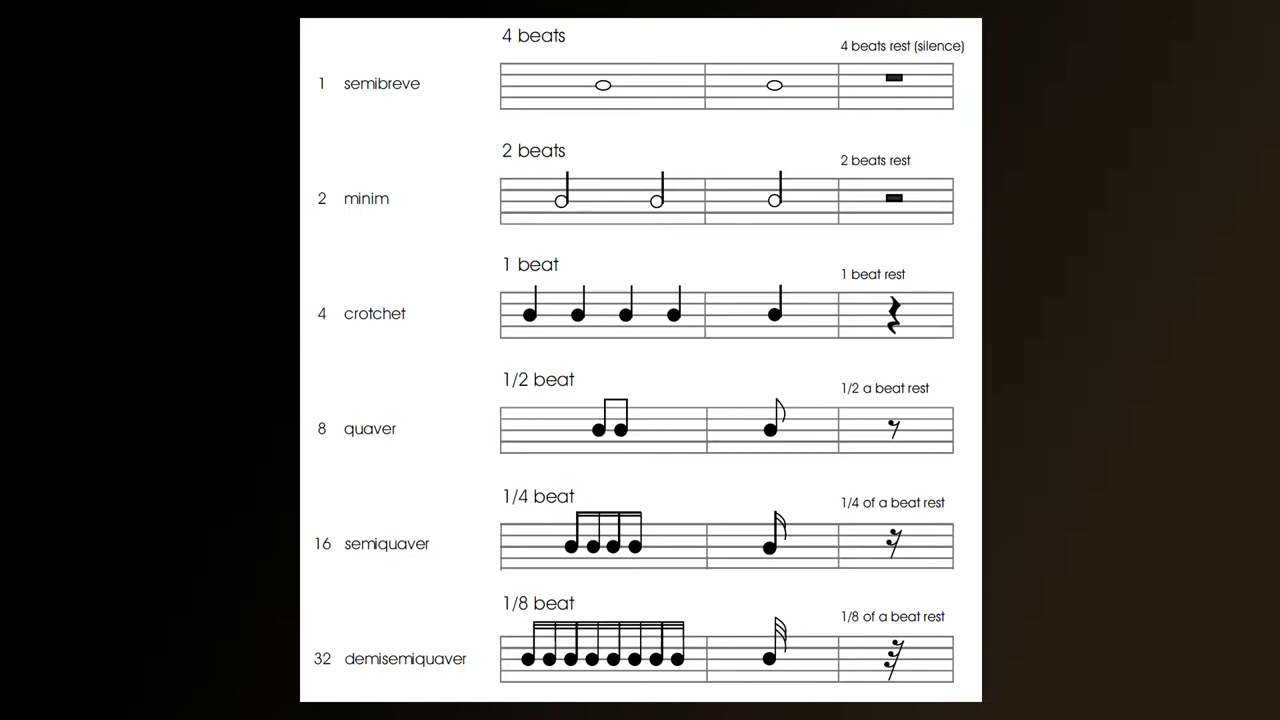 4 beats
4 beats rest (silence)
1 semibreve
2 beats
2 beats rest
2 minim
1 beat
1 beat rest
4 crotchet
1/2 beat
1/2 a beat rest
8 quaver
1/4 beat
1/4 of a beat rest
16 semiquaver
1/8 beat
1/8 of a beat rest
32 demisemiquaver